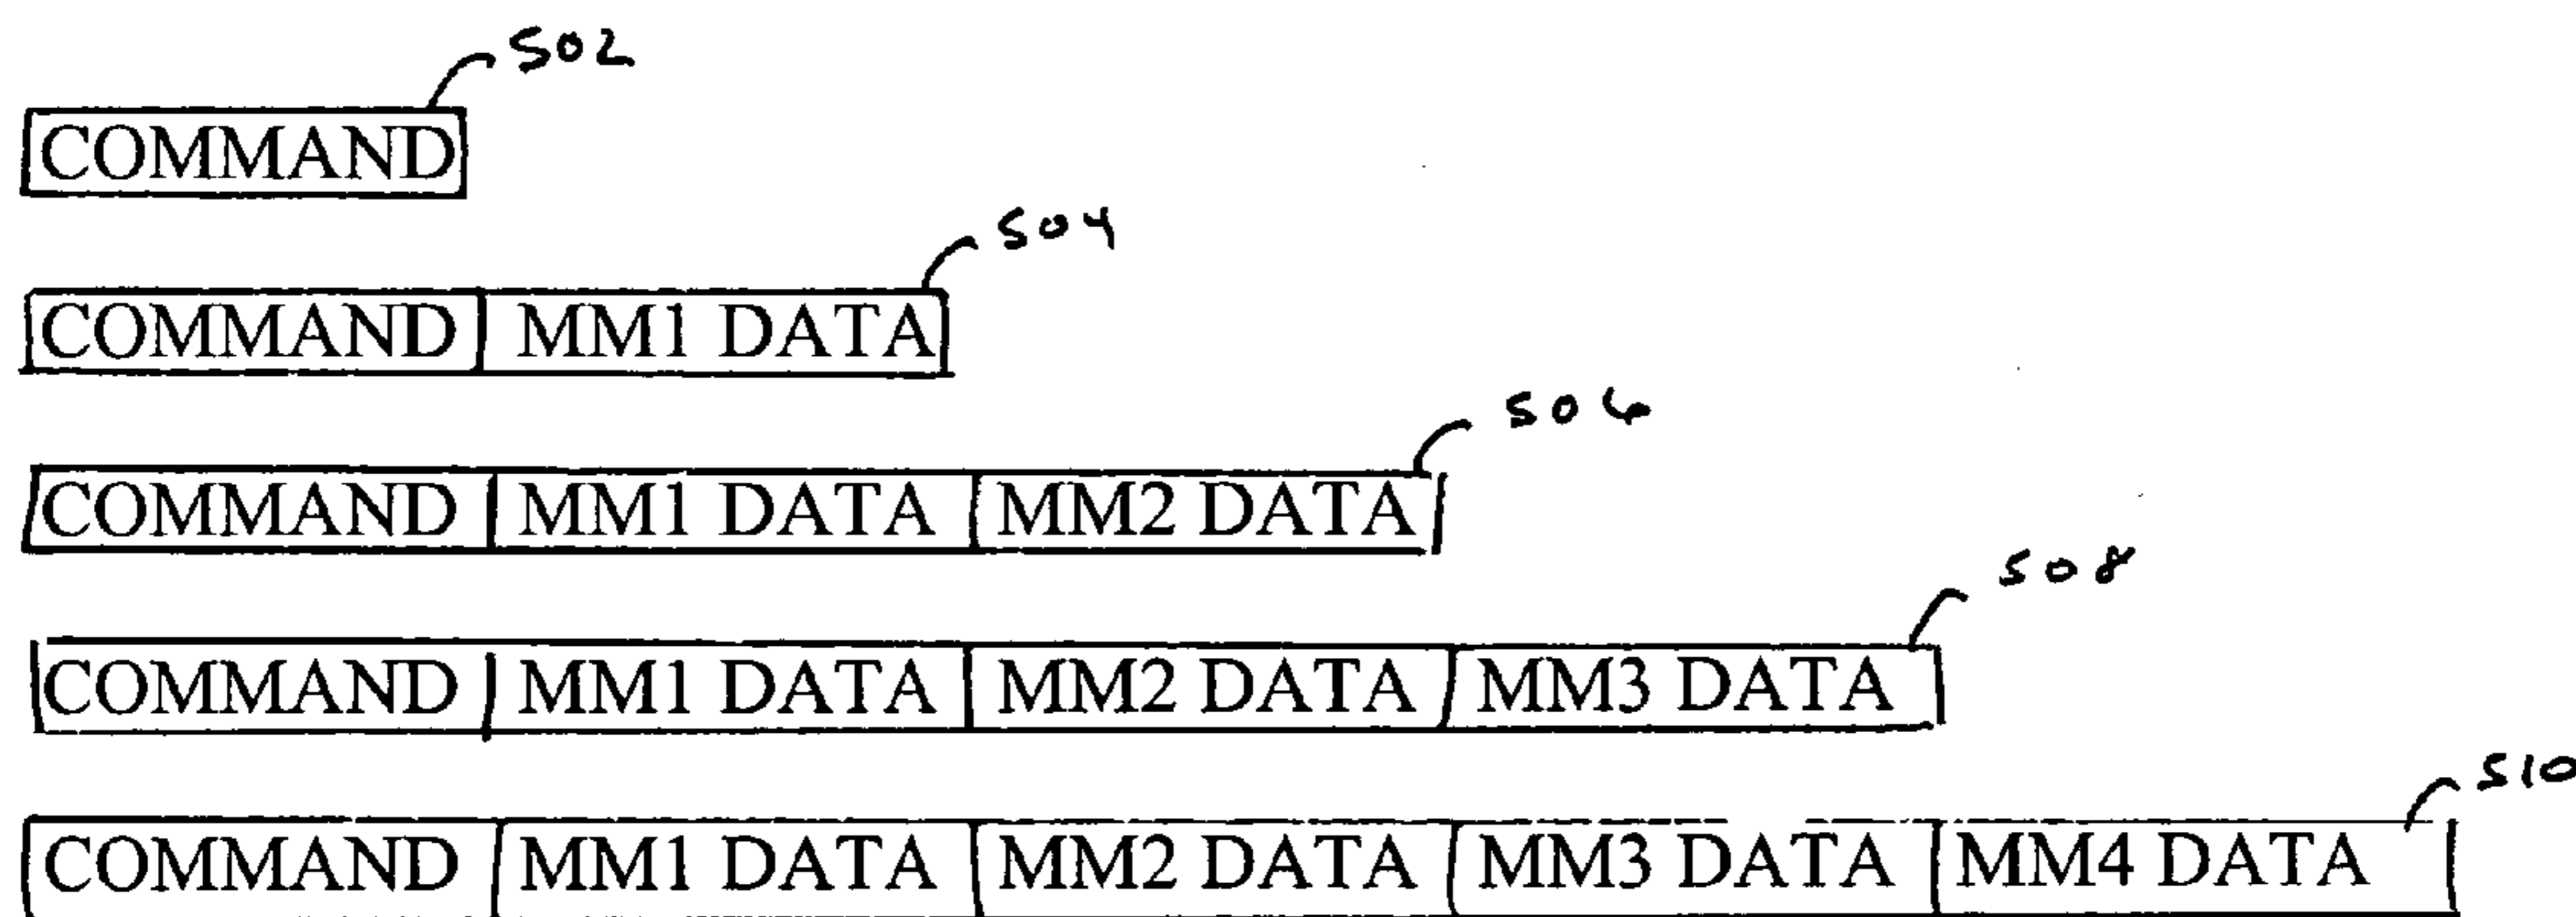 502
COMMAND
504
COMMAND MM1 DATA
506
COMMAND MM1 DATA MM2 DATA
508
COMMAND MM1 DATA MM2 DATA MM3 DATA
510
COMMAND MM1 DATA MM2 DATA MM3 DATA MM4 DATA